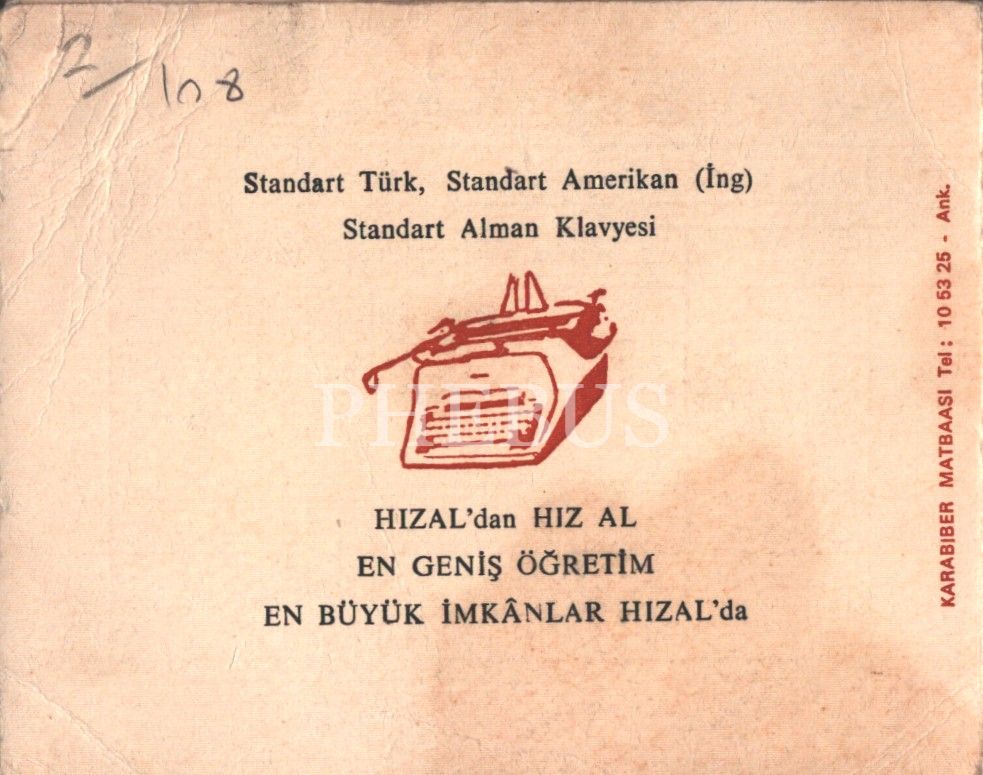 2/108
Standart Türk, Standart Amerikan (İng)
Standart Alman Klavyesi
PHEBUS
HIZAL'dan HIZ AL
EN GENİŞ ÖĞRETİM
EN BÜYÜK İMKÂNLAR HIZAL'da
KARABİBER MATBAASI Tel: 10 53 25 - Ank.